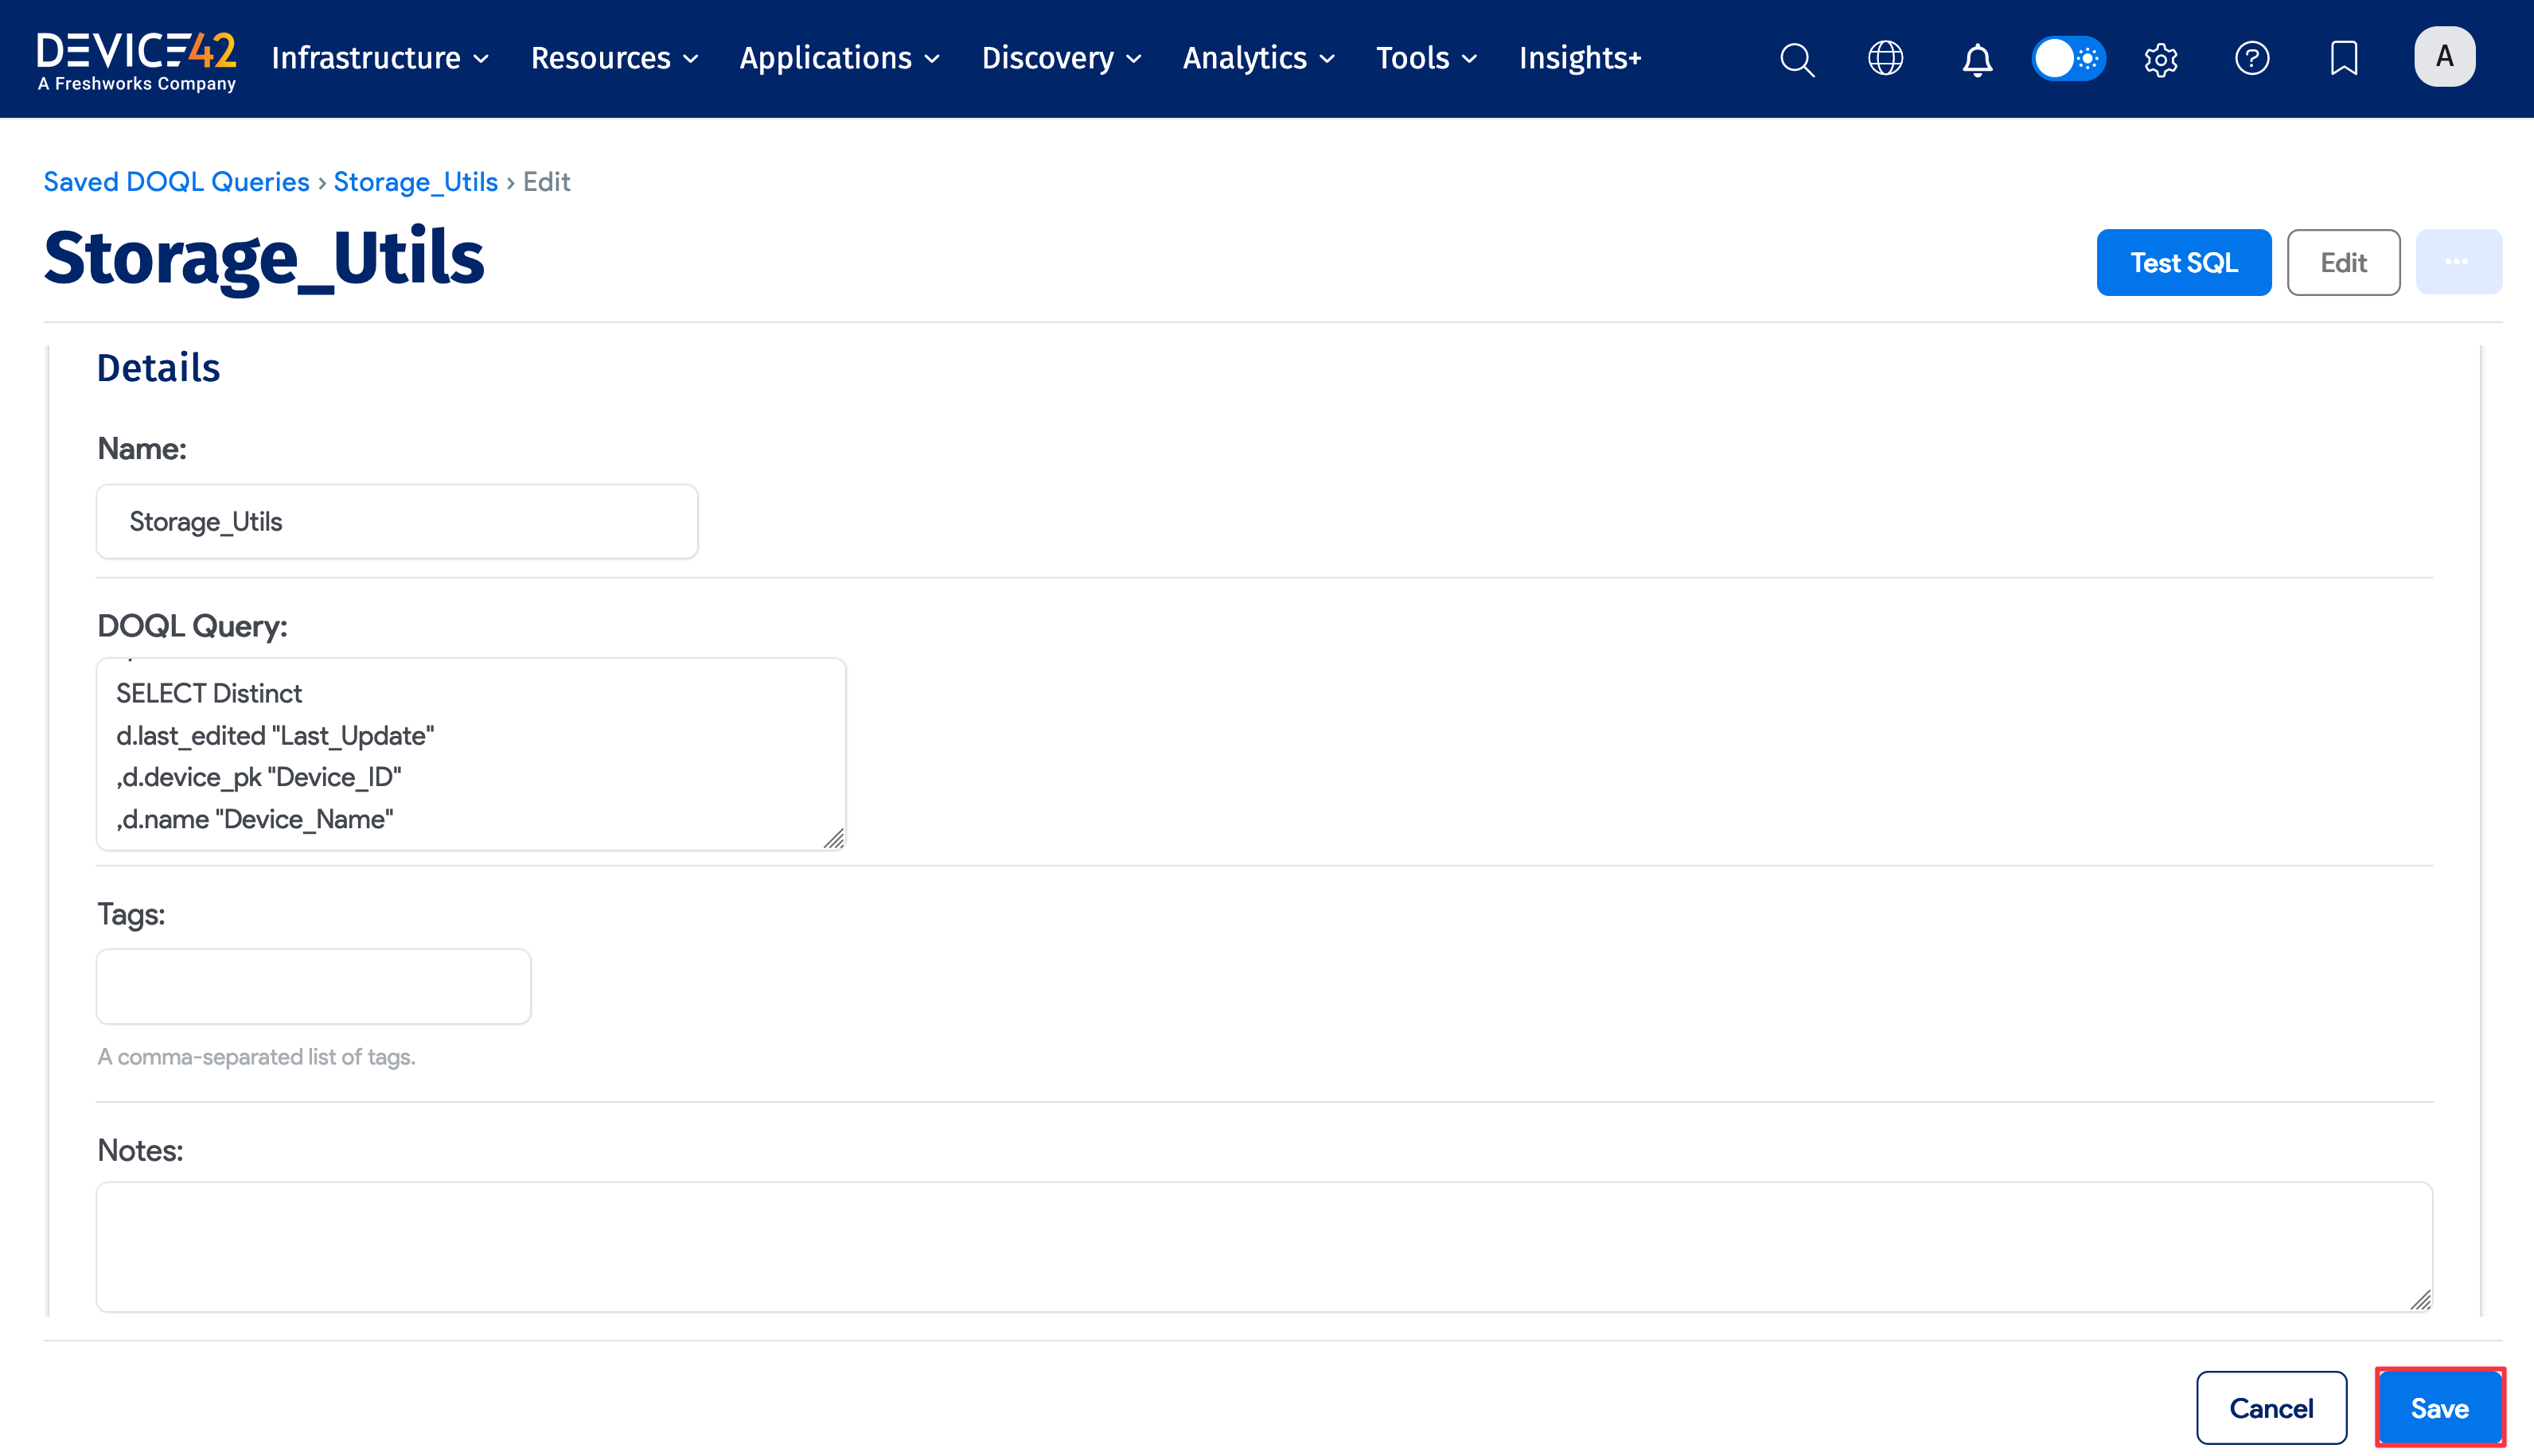 DEVICE42
A Freshworks Company
Infrastructure
Resources
Applications
Discovery
Analytics
Tools
Insights+
A
Saved DOQL Queries › Storage_Utils › Edit
Storage_Utils
Test SQL
Edit
Details
Name:
Storage_Utils
DOQL Query:
SELECT Distinct
d.last_edited "Last_Update"
,d.device_pk "Device_ID"
,d.name "Device_Name"
Tags:
A comma-separated list of tags.
Notes:
Cancel
Save